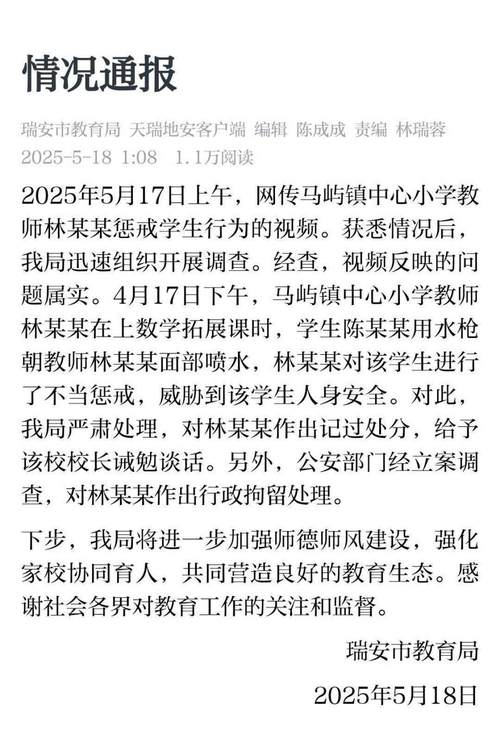 情况通报
瑞安市教育局 天瑞地安客户端 编辑 陈成成 责编 林瑞蓉
2025-5-18 1:08 1.1万阅读
2025年5月17日上午，网传马屿镇中心小学教
师林某某惩戒学生行为的视频。获悉情况后，
我局迅速组织开展调查。经查，视频反映的问
题属实。4月17日下午，马屿镇中心小学教师
林某某在上数学拓展课时，学生陈某某用水枪
朝教师林某某面部喷水，林某某对该学生进行
了不当惩戒，威胁到该学生人身安全。对此，
我局严肃处理，对林某某作出记过处分，给予
该校校长诫勉谈话。另外，公安部门经立案调
查，对林某某作出行政拘留处理。
下步，我局将进一步加强师德师风建设，强化
家校协同育人，共同营造良好的教育生态。感
谢社会各界对教育工作的关注和监督。
瑞安市教育局
2025年5月18日